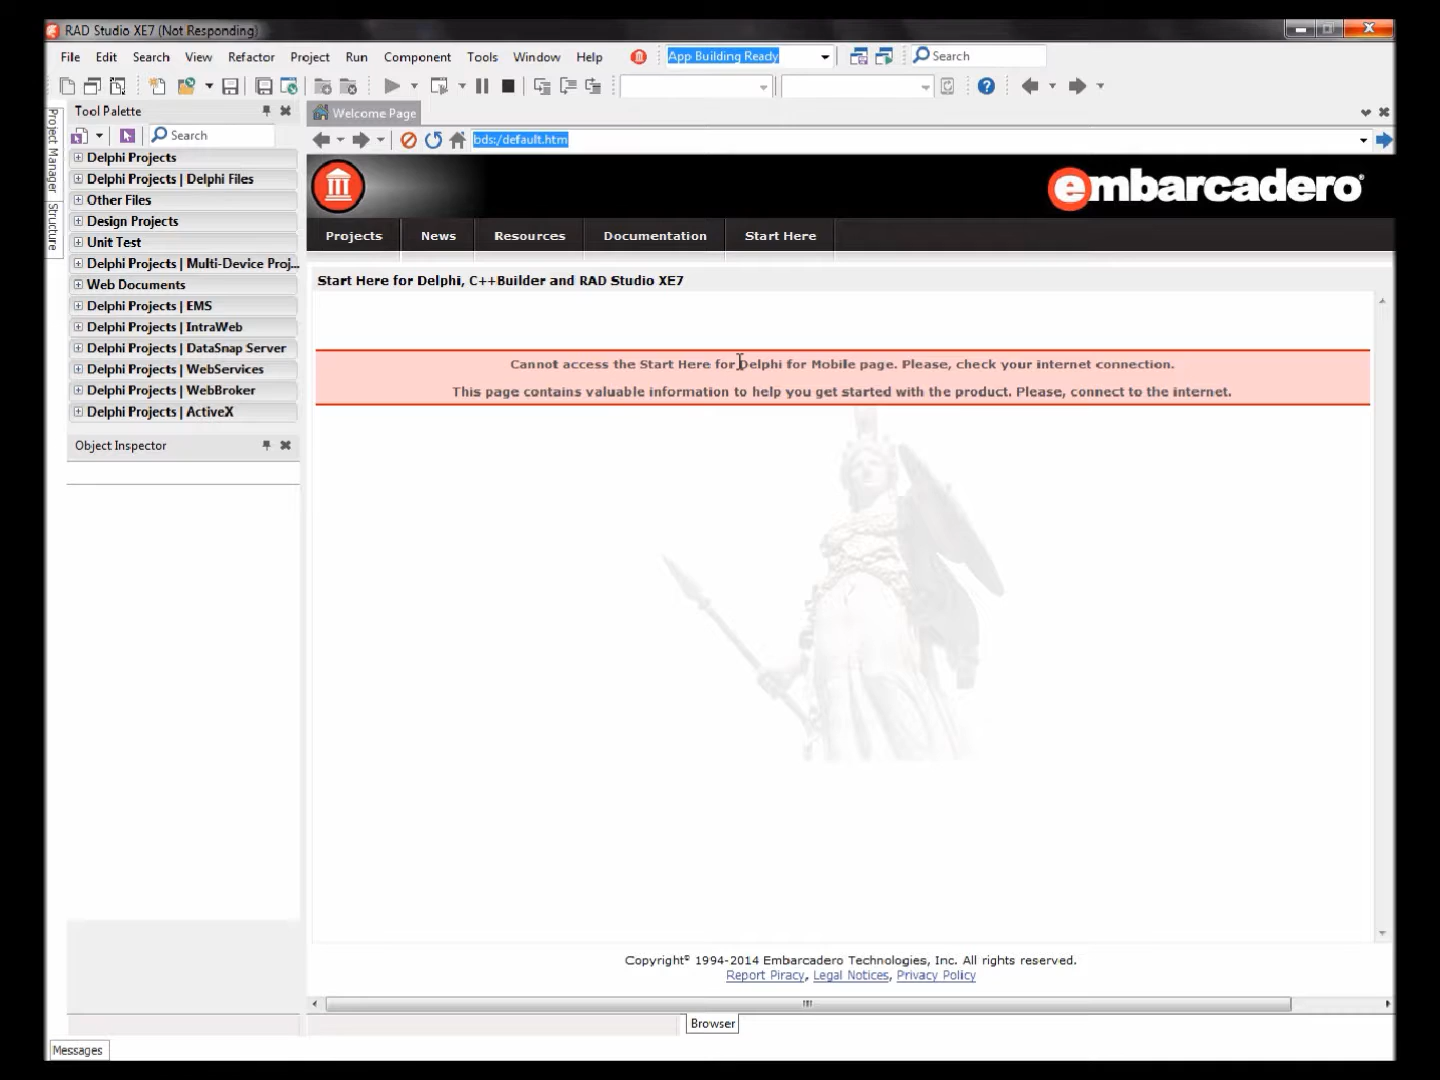 RAD Studio XE7 (Not Responding)
File Edit Search View Refactor Project Run Component Tools Window Help App Building Ready Search
Tool Palette
Welcome Page
Search
bds:/default.htm
Project Manager
Structure
Delphi Projects
Delphi Projects | Delphi Files
Other Files
Design Projects
Unit Test
Delphi Projects | Multi-Device Proj...
Web Documents
Delphi Projects | EMS
Delphi Projects | IntraWeb
Delphi Projects | DataSnap Server
Delphi Projects | WebServices
Delphi Projects | WebBroker
Delphi Projects | ActiveX
Object Inspector
embarcadero®
Projects News Resources Documentation Start Here
Start Here for Delphi, C++Builder and RAD Studio XE7
Cannot access the Start Here for Delphi for Mobile page. Please, check your internet connection.
This page contains valuable information to help you get started with the product. Please, connect to the internet.
Copyright© 1994-2014 Embarcadero Technologies, Inc. All rights reserved.
Report Piracy, Legal Notices, Privacy Policy
Browser
Messages